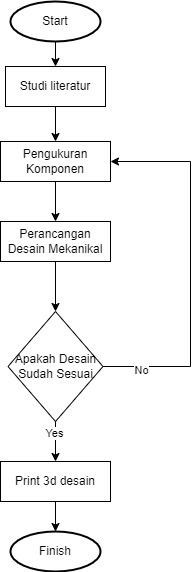 Start
Studi literatur
Pengukuran
Komponen
Perancangan
Desain Mekanikal
Apakah Desain
Sudah Sesuai
No
Yes
Print 3d desain
Finish